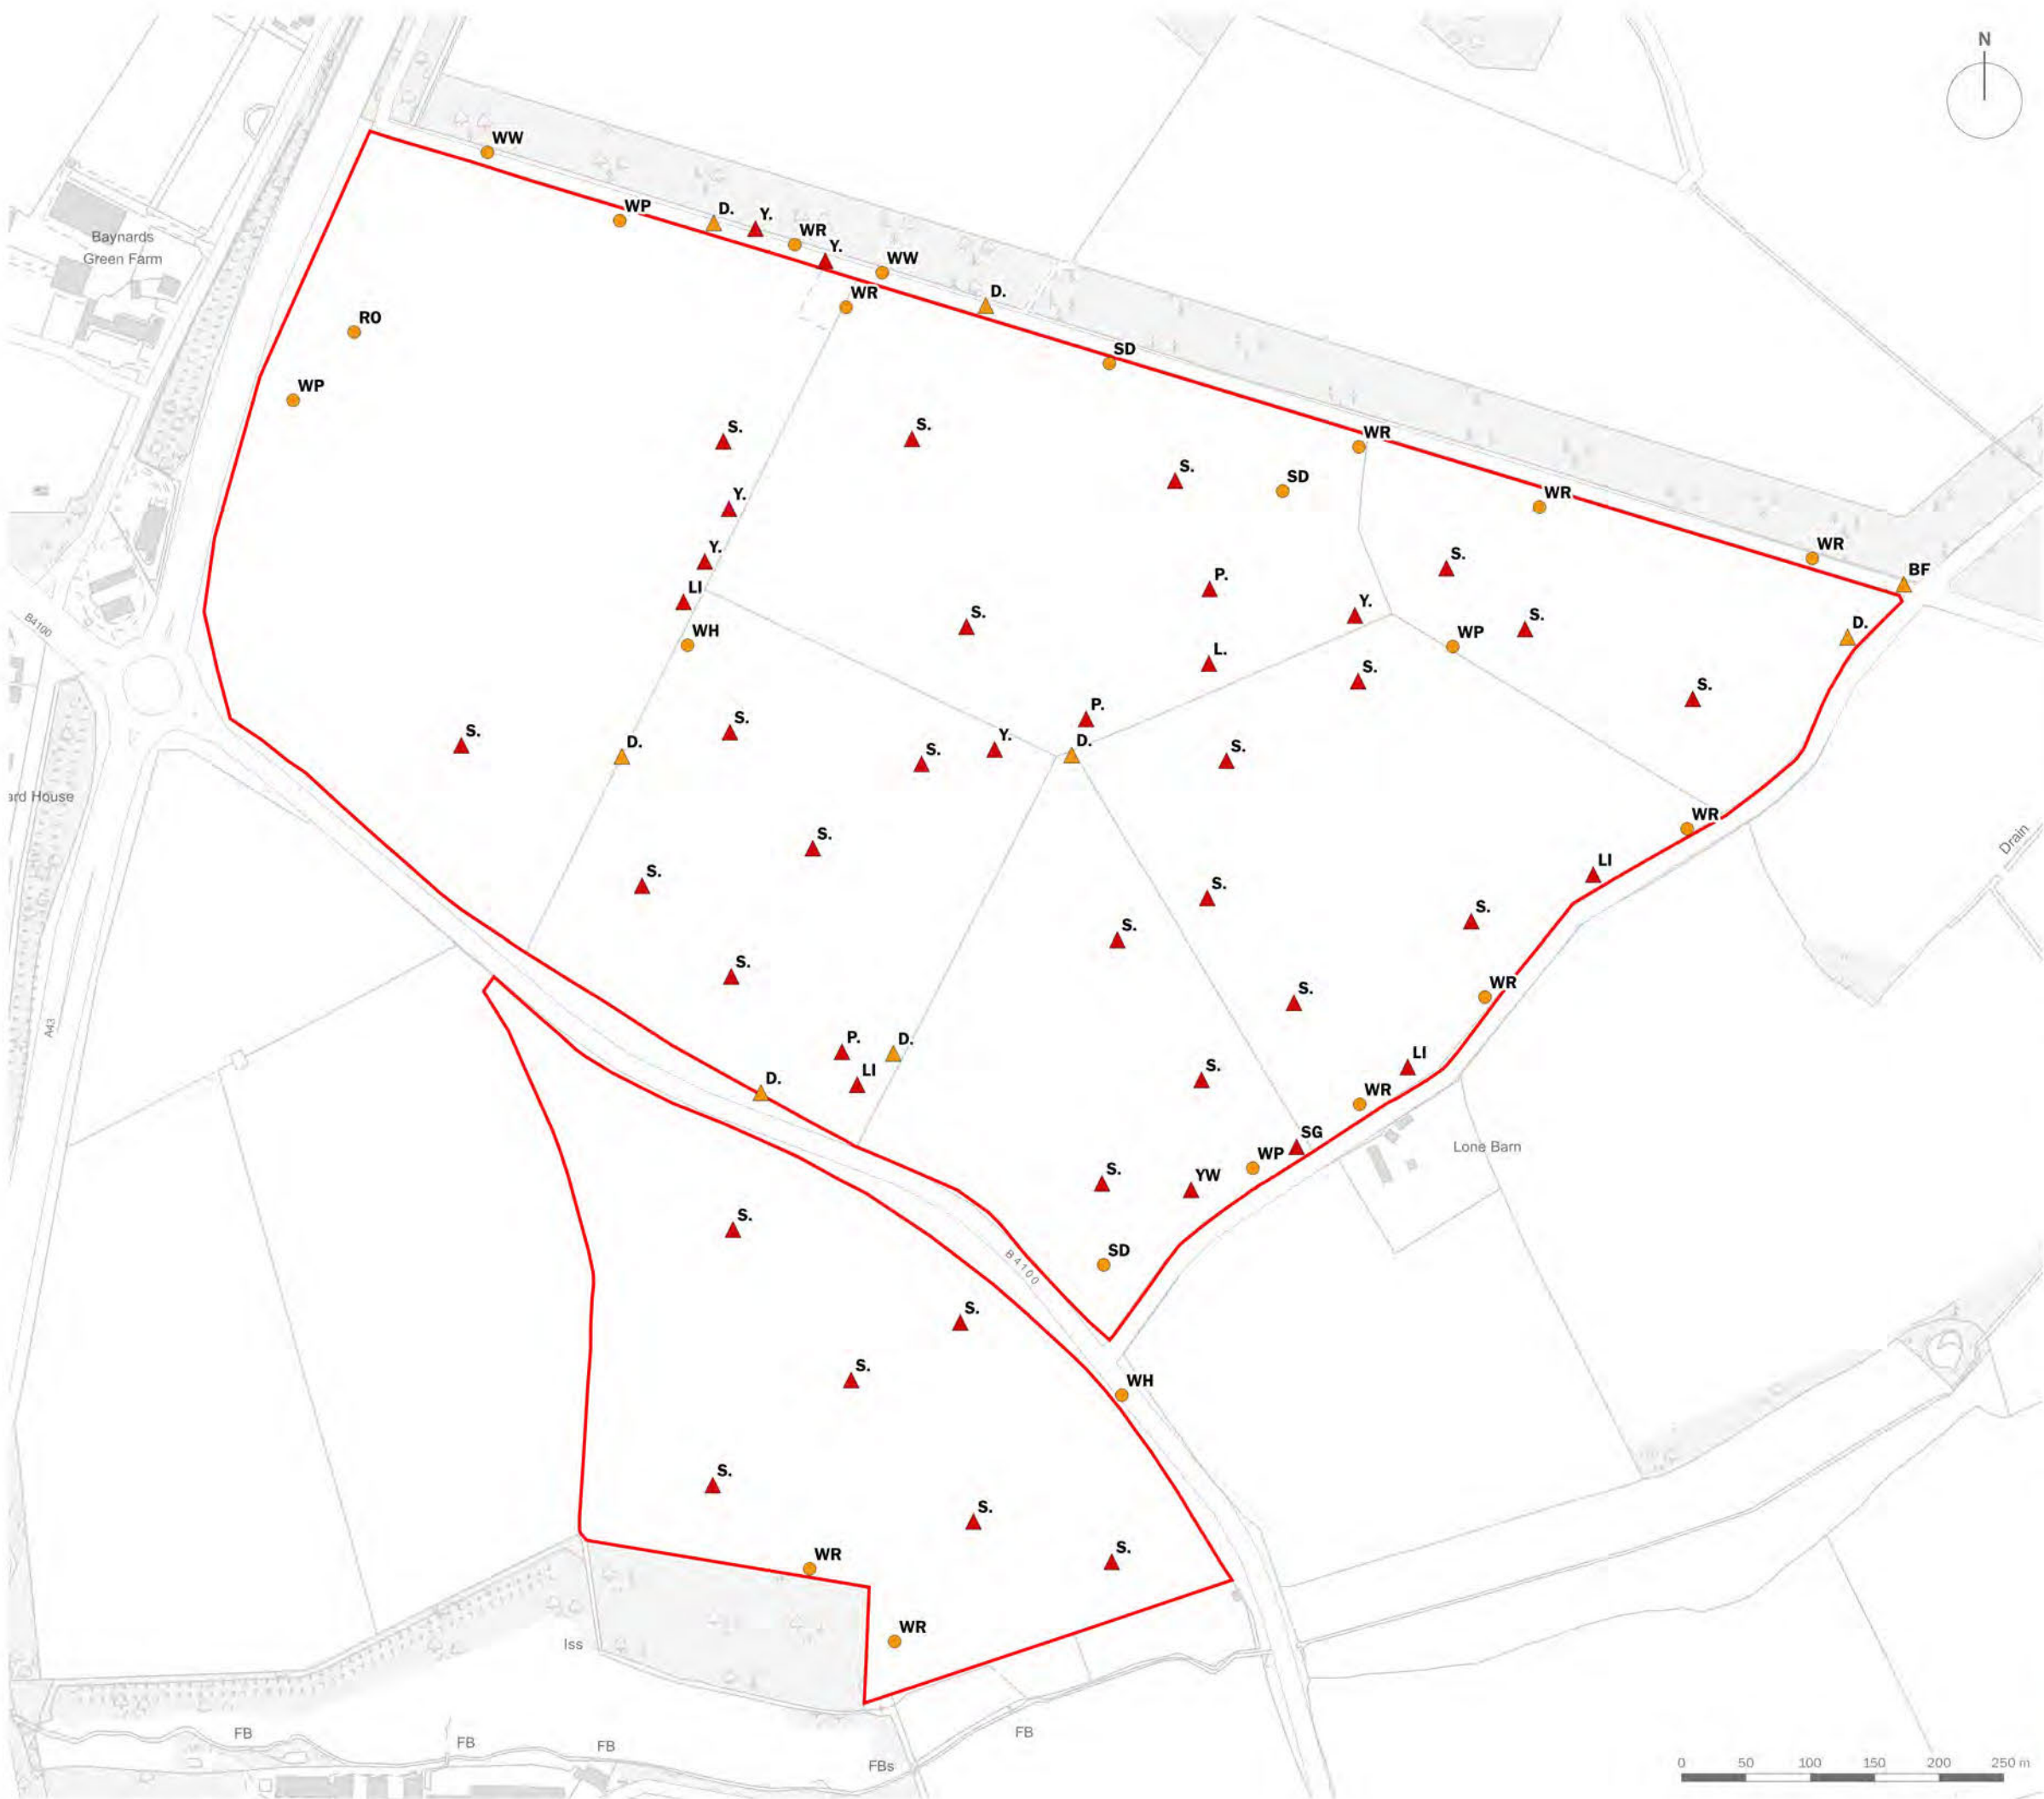 N
WW
WP
D.
Y.
WR
Y.
WW
Baynards
Green Farm
WR
D.
RO
SD
WP
S.
S.
WR
S.
SD
WR
Y.
Y.
S.
WR
BF
P.
LI
S.
Y.
S.
D.
B4100
WH
WP
L.
S.
S.
P.
S.
S.
D.
S.
Y.
D.
S.
ard House
WR
Drain
S.
LI
S.
S.
S.
S.
S.
WR
S.
A43
P.
D.
LI
S.
D.
LI
WR
SG
Lone Barn
WP
S.
YW
S.
SD
B4100
S.
S.
WH
S.
S.
S.
WR
WR
Iss
FB
FB
FB
FB
FBs
0 50 100 150 200 250 m